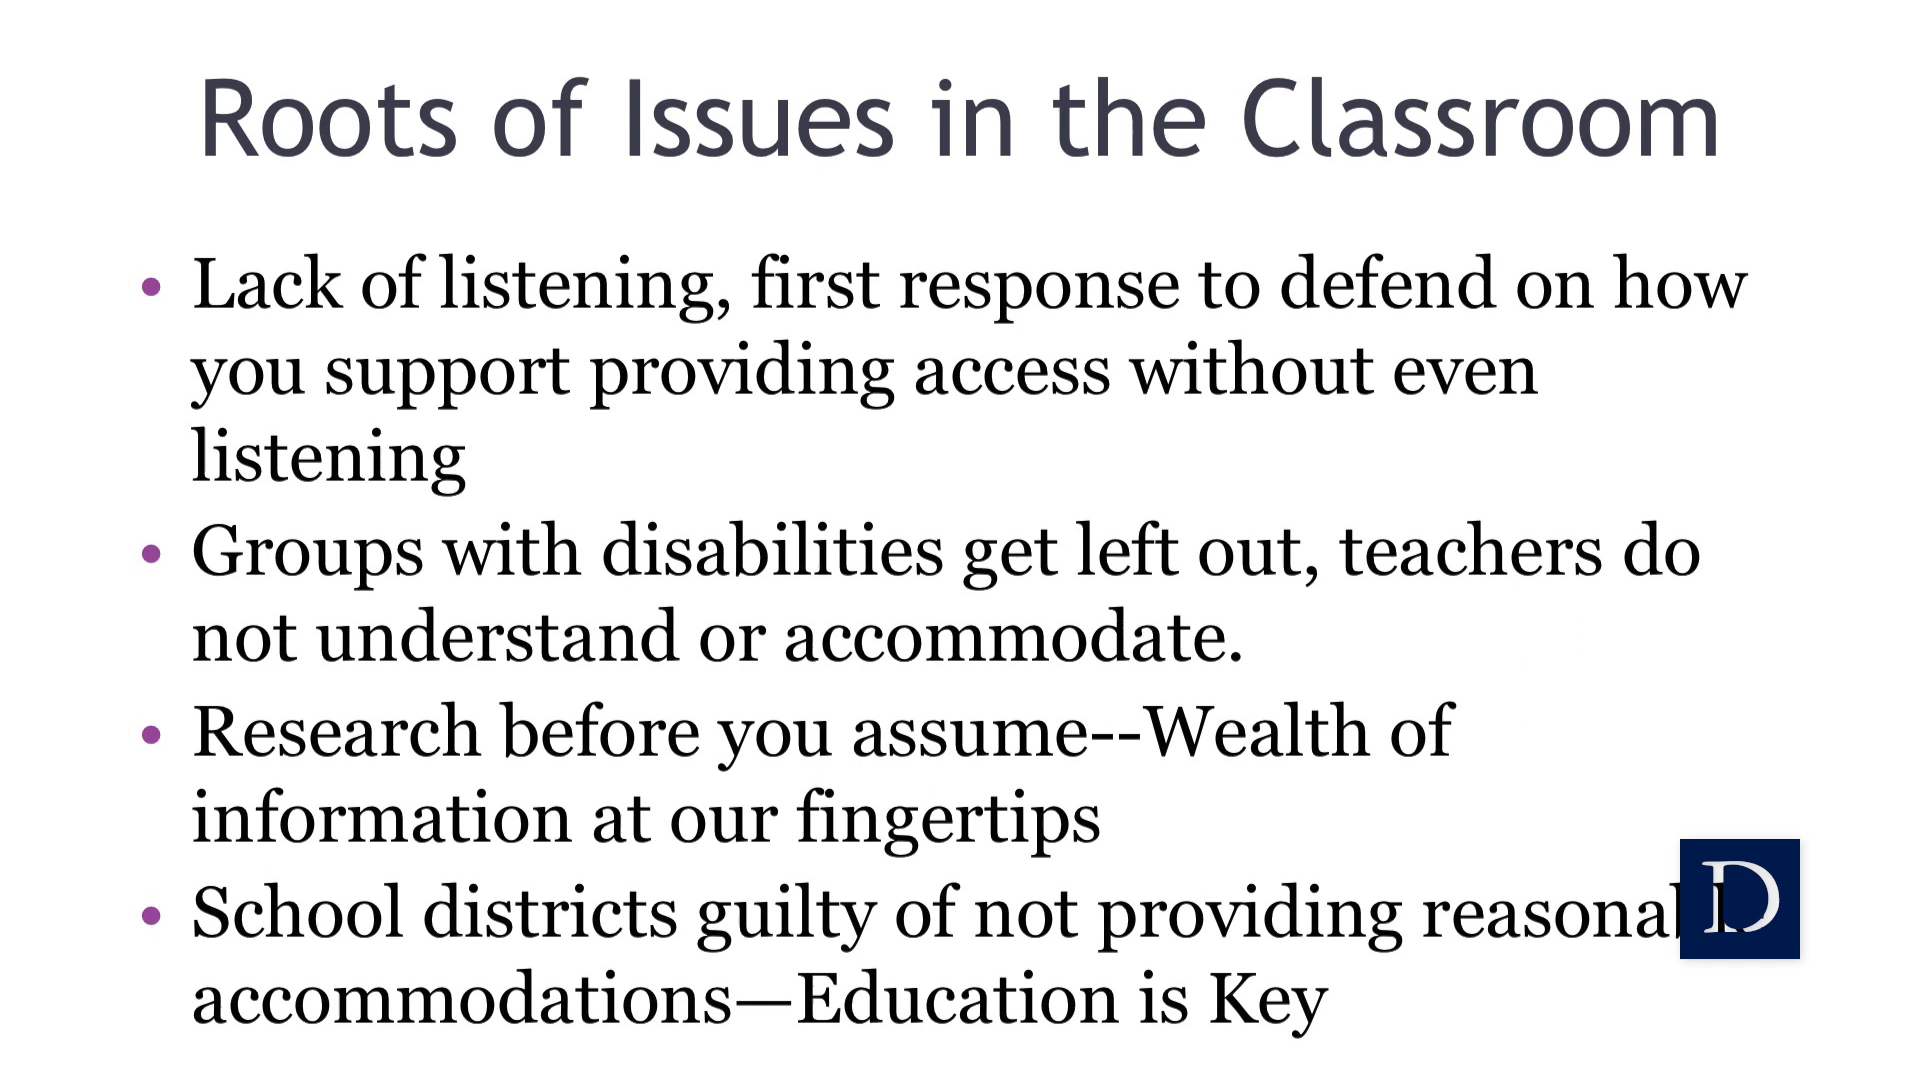 Roots of Issues in the Classroom
• Lack of listening, first response to defend on how
you support providing access without even
listening
• Groups with disabilities get left out, teachers do
not understand or accommodate.
• Research before you assume--Wealth of
information at our fingertips
• School districts guilty of not providing
accommodations—Education is Key
D